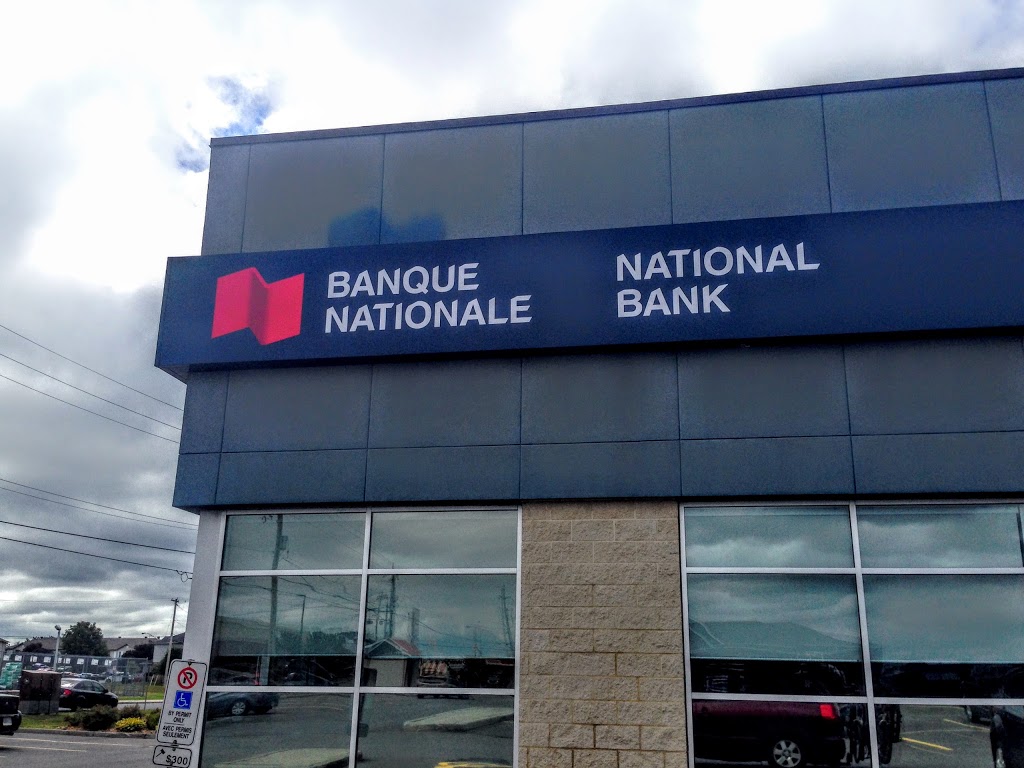 BANQUE
NATIONALE
NATIONAL
BANK
P
BY PERMIT
ONLY
AVEC PERMIS
SEULEMENT
$300